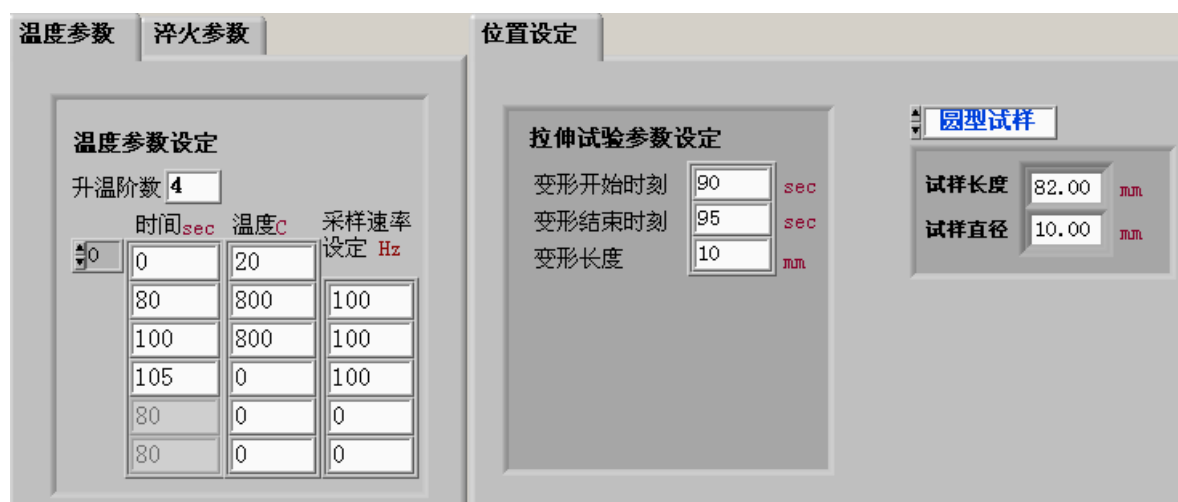 温度参数 淬火参数
位置设定
温度参数设定
升温阶数 4
时间sec 温度C 采样速率
设定 Hz
0 0 20
80 800 100
100 800 100
105 0 100
80 0 0
80 0 0
拉伸试验参数设定
变形开始时刻 90 sec
变形结束时刻 95 sec
变形长度 10 mm
圆型试样
试样长度 82.00 mm
试样直径 10.00 mm